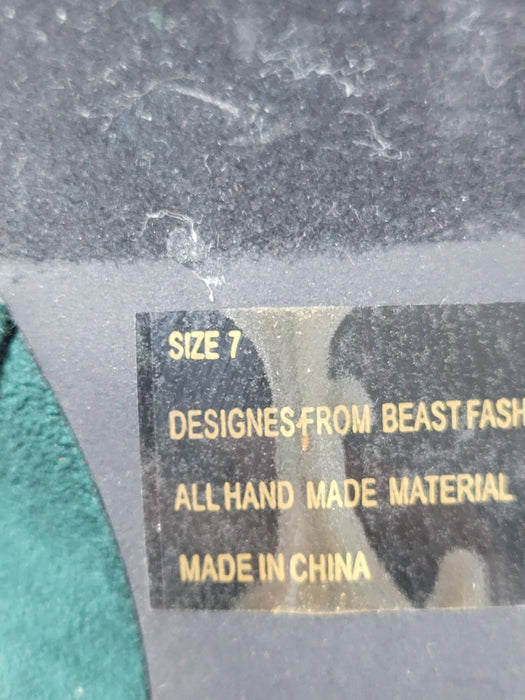 SIZE 7
DESIGNES FROM BEAST FASH
ALL HAND MADE MATERIAL
MADE IN CHINA